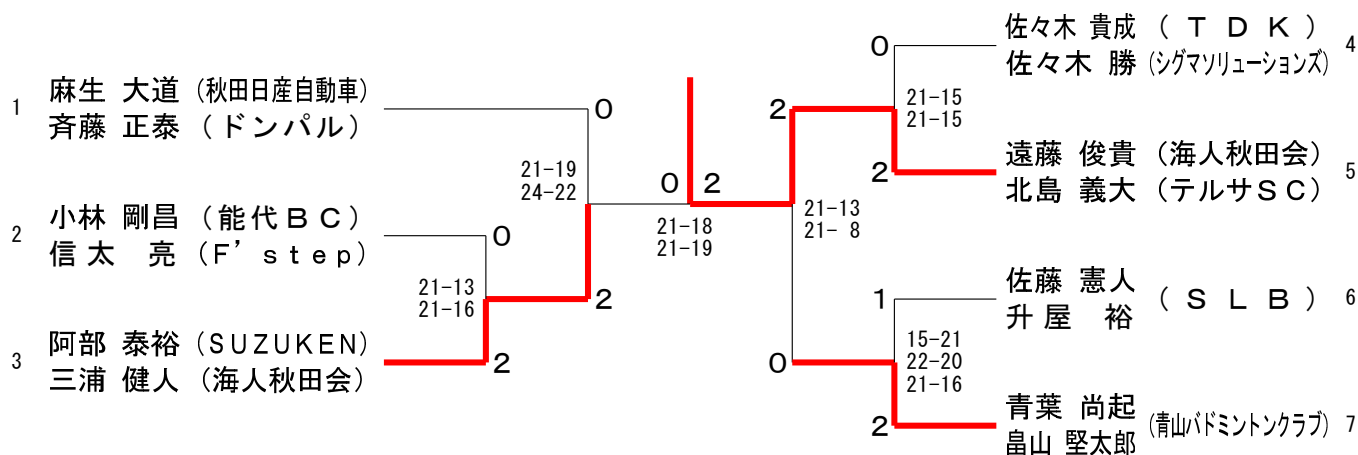 1
麻生 大道 (秋田日産自動車)
斉藤 正泰 (ドンパル)
2
小林 剛昌 (能代BC)
信太 亮 (F’step)
3
阿部 泰裕 (SUZUKEN)
三浦 健人 (海人秋田会)
0
21-19
24-22
0
21-13
21-16
2
2
0 2
21-18
21-19
2
21-13
21- 8
0
0
21-15
21-15
2
1
15-21
22-20
21-16
2
佐々木 貴成 (TDK)
佐々木 勝 (シグマソリューションズ)
4
遠藤 俊貴 (海人秋田会)
北島 義大 (テルサSC)
5
佐藤 憲人
升屋 裕
(SLB)
6
青葉 尚起
畠山 堅太郎
(青山バドミントンクラブ)
7